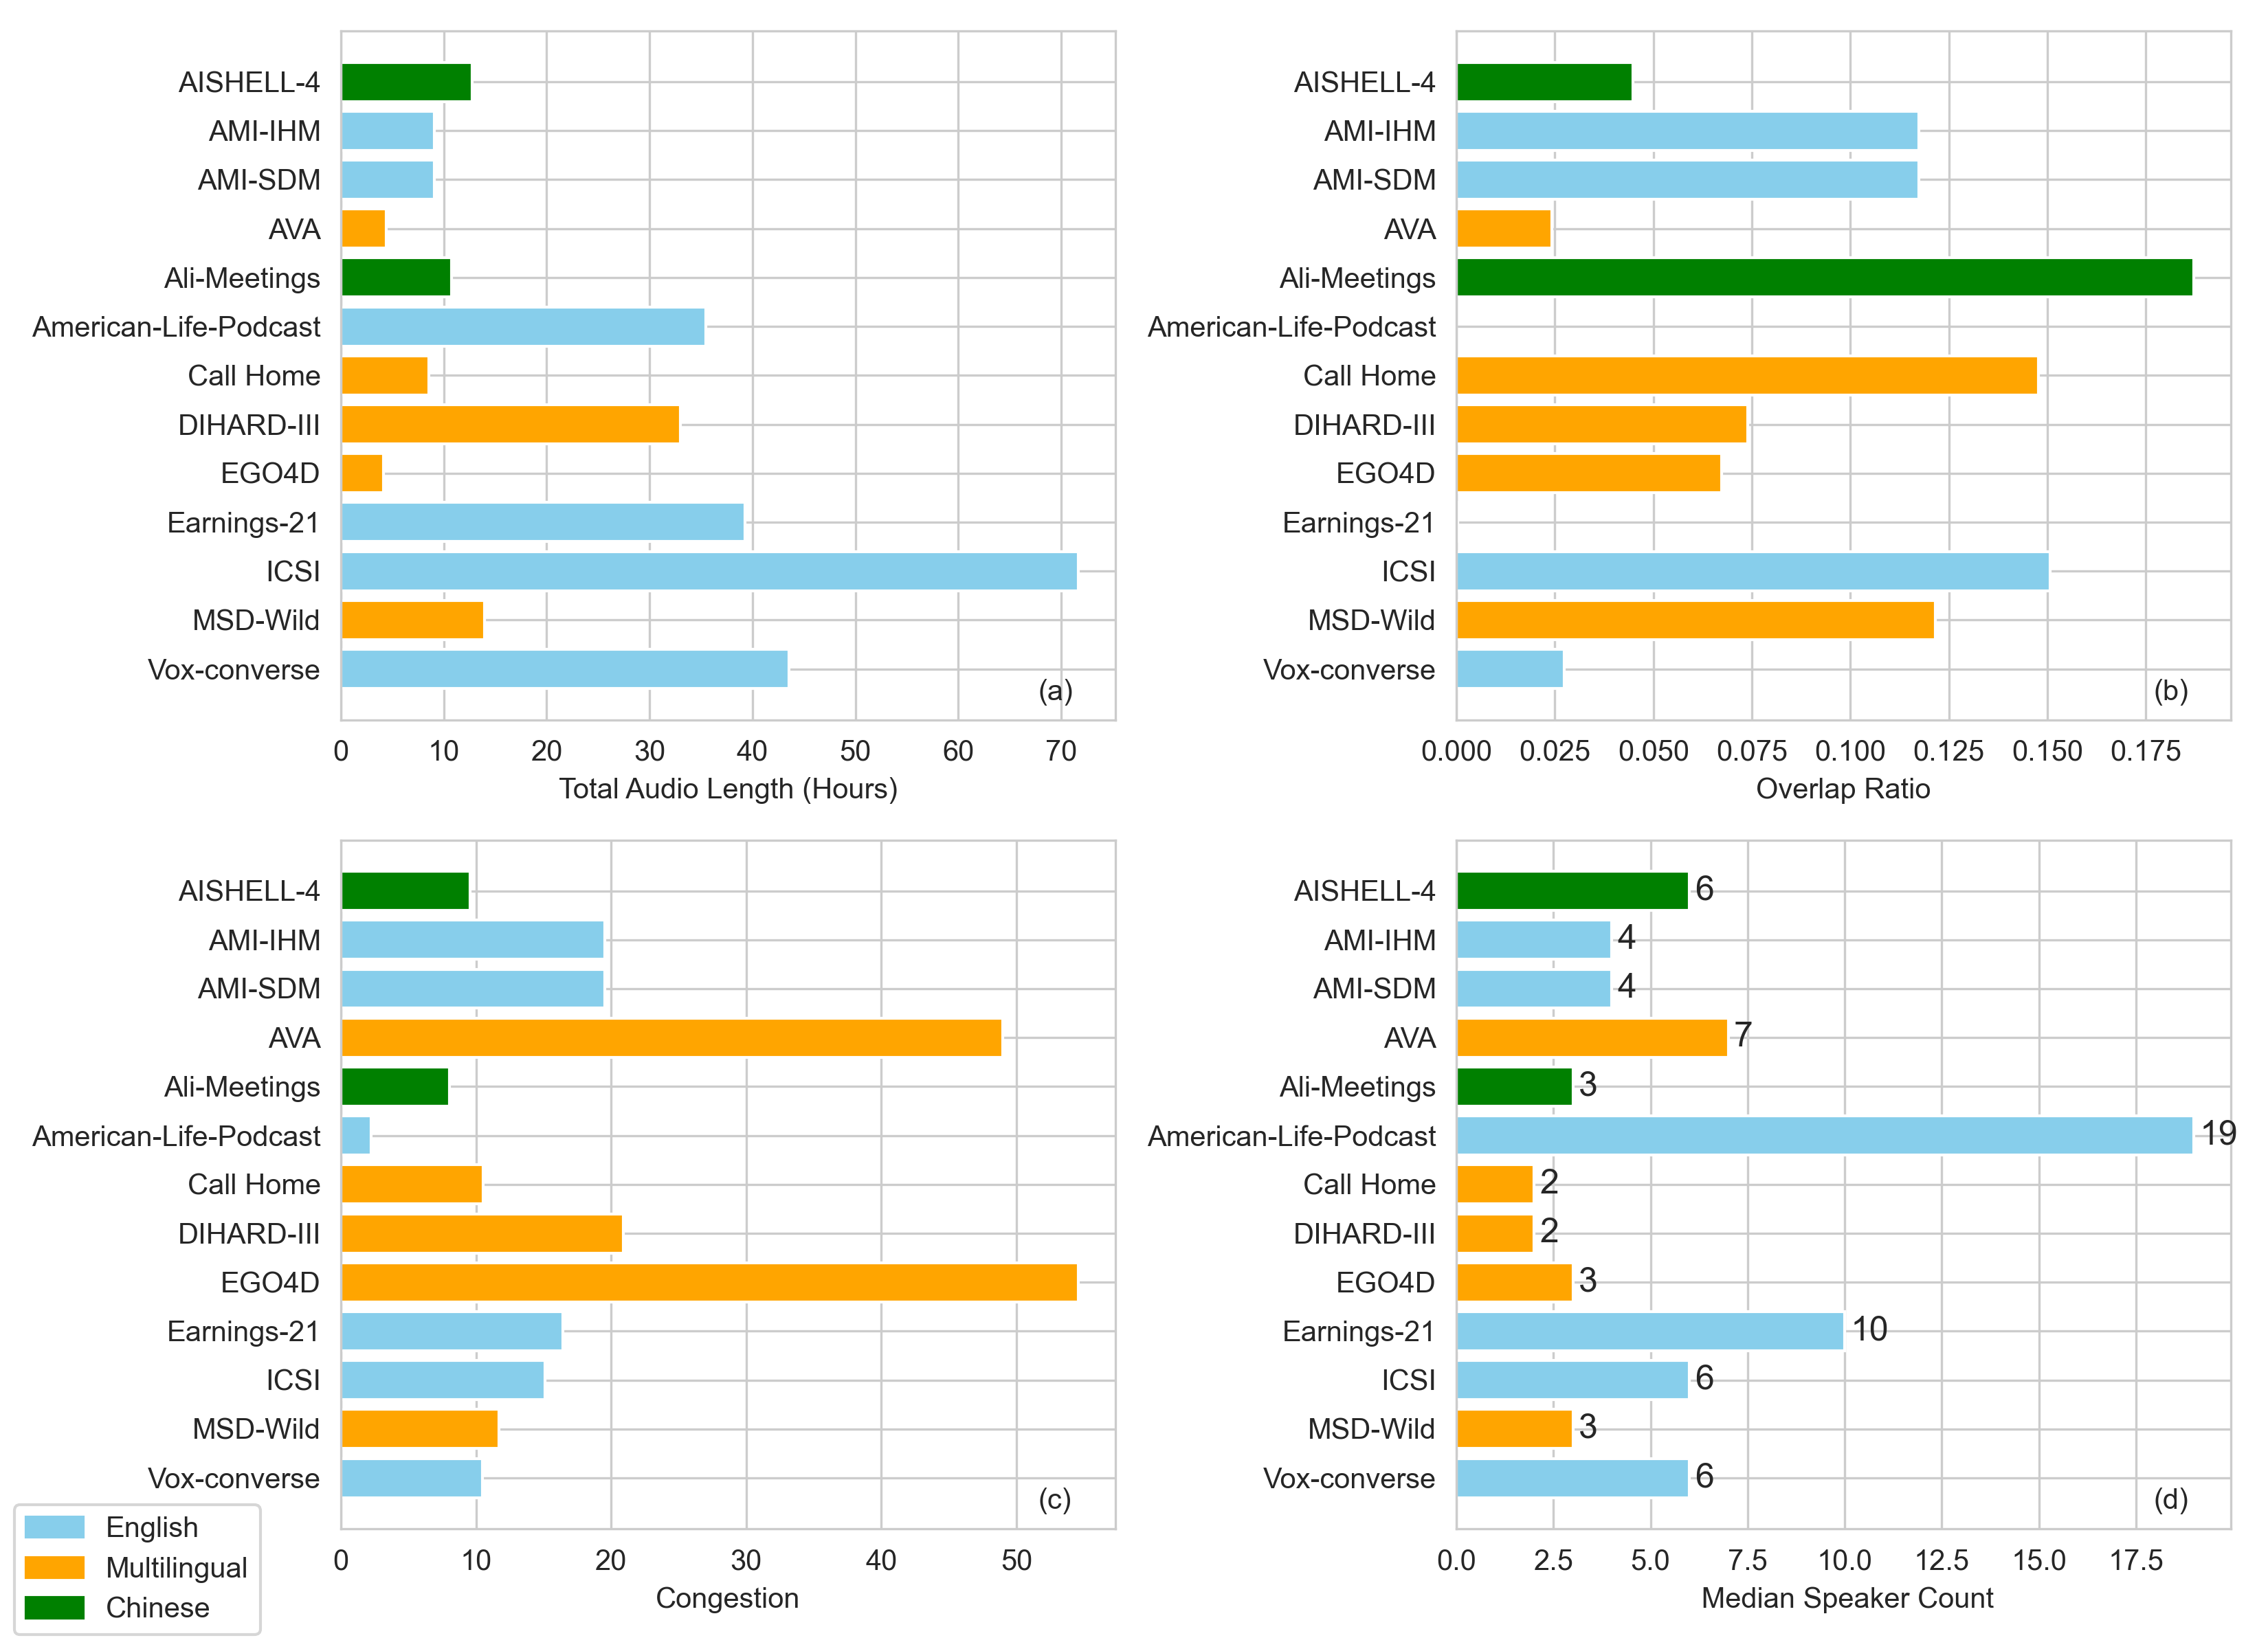 AISHELL-4
AMI-IHM
AMI-SDM
AVA
Ali-Meetings
American-Life-Podcast
Call Home
DIHARD-III
EGO4D
Earnings-21
ICSI
MSD-Wild
Vox-converse
(a)
0 10 20 30 40 50 60 70
Total Audio Length (Hours)
AISHELL-4
AMI-IHM
AMI-SDM
AVA
Ali-Meetings
American-Life-Podcast
Call Home
DIHARD-III
EGO4D
Earnings-21
ICSI
MSD-Wild
Vox-converse
(b)
0.000 0.025 0.050 0.075 0.100 0.125 0.150 0.175
Overlap Ratio
AISHELL-4
AMI-IHM
AMI-SDM
AVA
Ali-Meetings
American-Life-Podcast
Call Home
DIHARD-III
EGO4D
Earnings-21
ICSI
MSD-Wild
Vox-converse
(c)
0 10 20 30 40 50
Congestion
AISHELL-4 6
AMI-IHM 4
AMI-SDM 4
AVA 7
Ali-Meetings 3
American-Life-Podcast 19
Call Home 2
DIHARD-III 2
EGO4D 3
Earnings-21 10
ICSI 6
MSD-Wild 3
Vox-converse 6
(d)
0.0 2.5 5.0 7.5 10.0 12.5 15.0 17.5
Median Speaker Count
English
Multilingual
Chinese